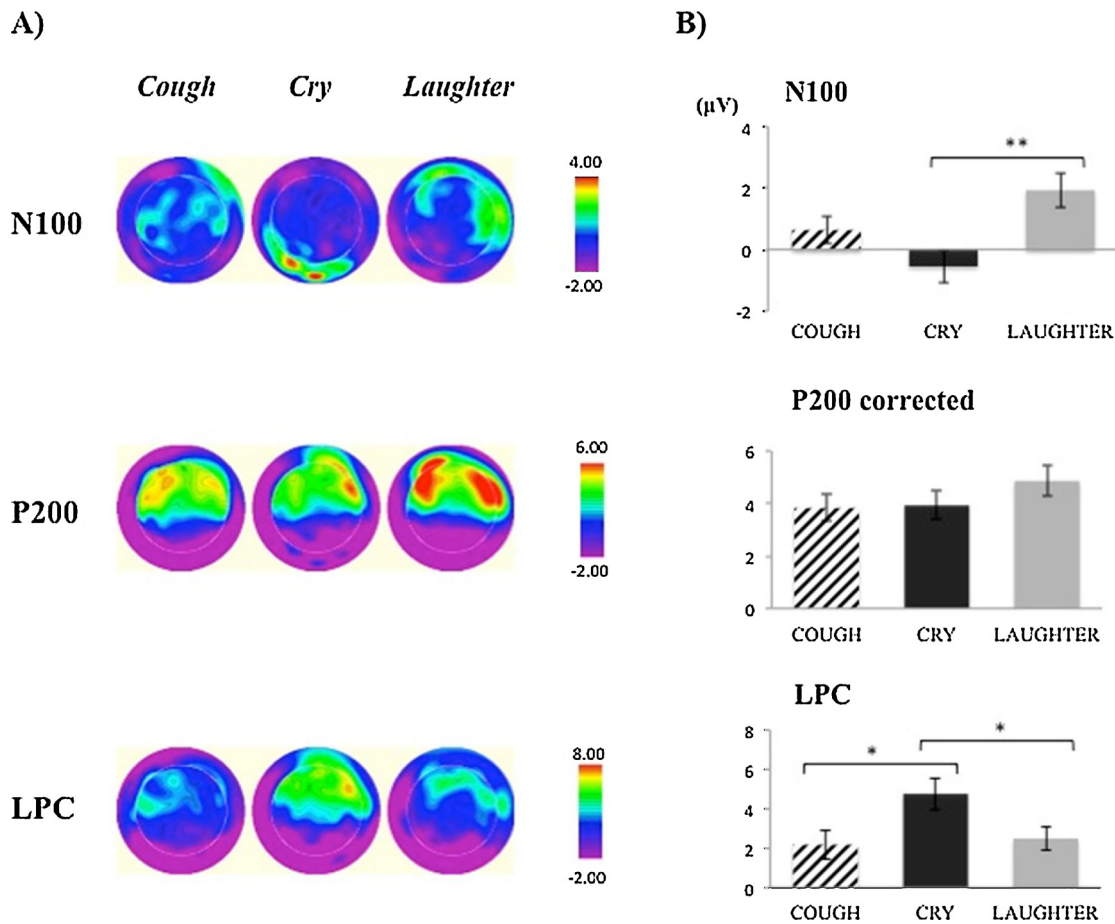 A)
Cough Cry Laughter
N100
4.00
-2.00
P200
6.00
-2.00
LPC
8.00
-2.00
B)
N100
(µV)
4
2
0
-2
**
COUGH CRY LAUGHTER
P200 corrected
6
4
2
0
COUGH CRY LAUGHTER
LPC
8
6
4
2
0
*
*
COUGH CRY LAUGHTER